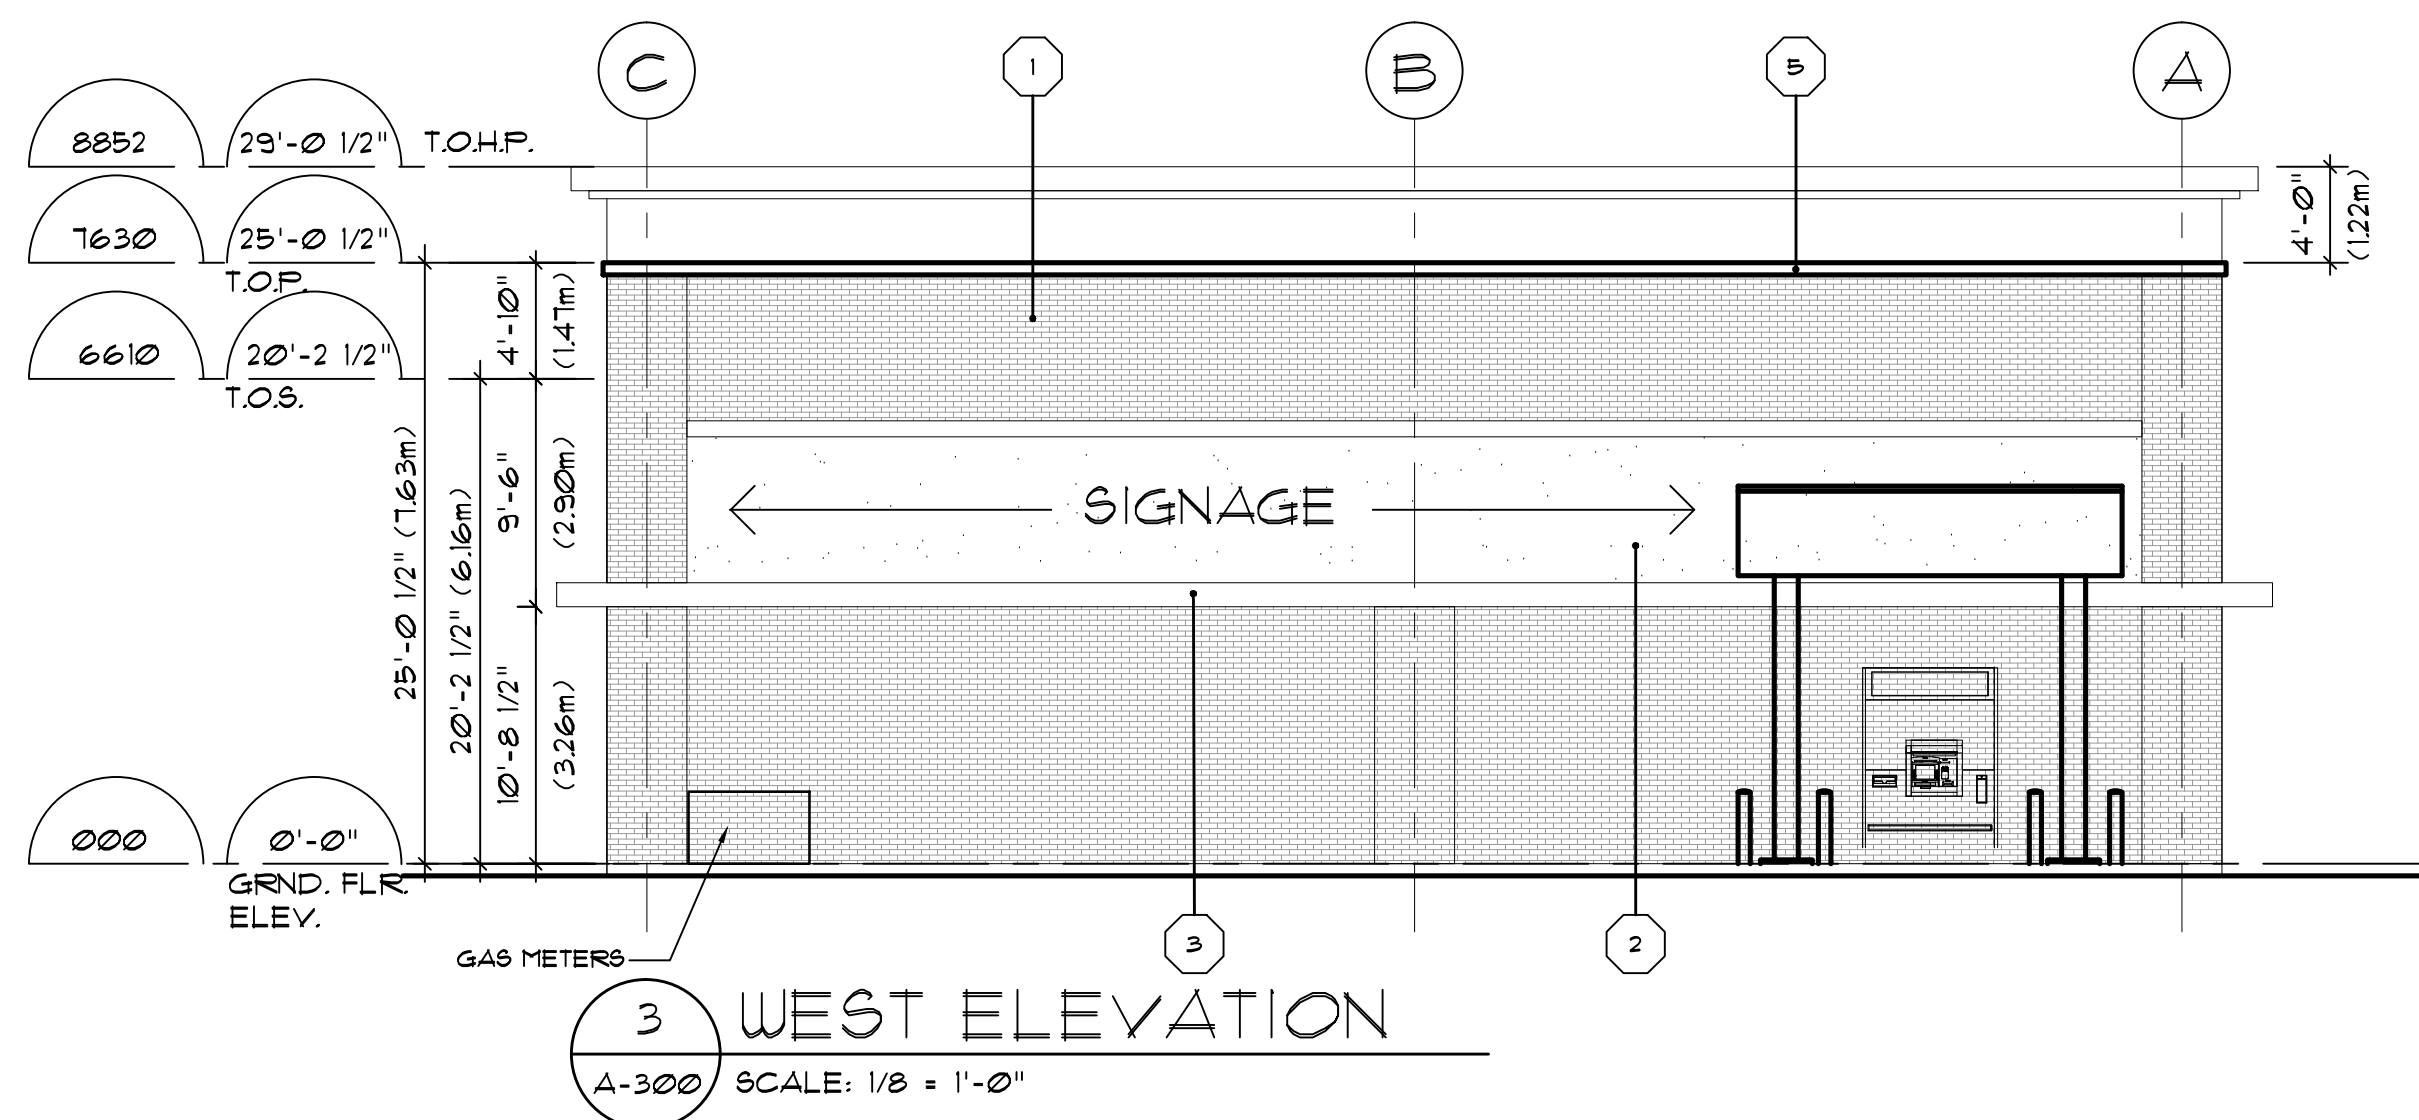 C
1
B
5
A
8852 29'-0 1/2" T.O.H.P.
7630 25'-0 1/2"
T.O.P.
6610 20'-2 1/2"
T.O.S.
4'-0"
(1.22m)
4'-10"
(1.47m)
9'-6"
(2.90m)
25'-0 1/2" (7.63m)
20'-2 1/2" (6.16m)
10'-8 1/2"
(3.26m)
SIGNAGE
000 0'-0"
GRND. FLR.
ELEV.
GAS METERS
3
2
3 WEST ELEVATION
A-300 SCALE: 1/8 = 1'-0"